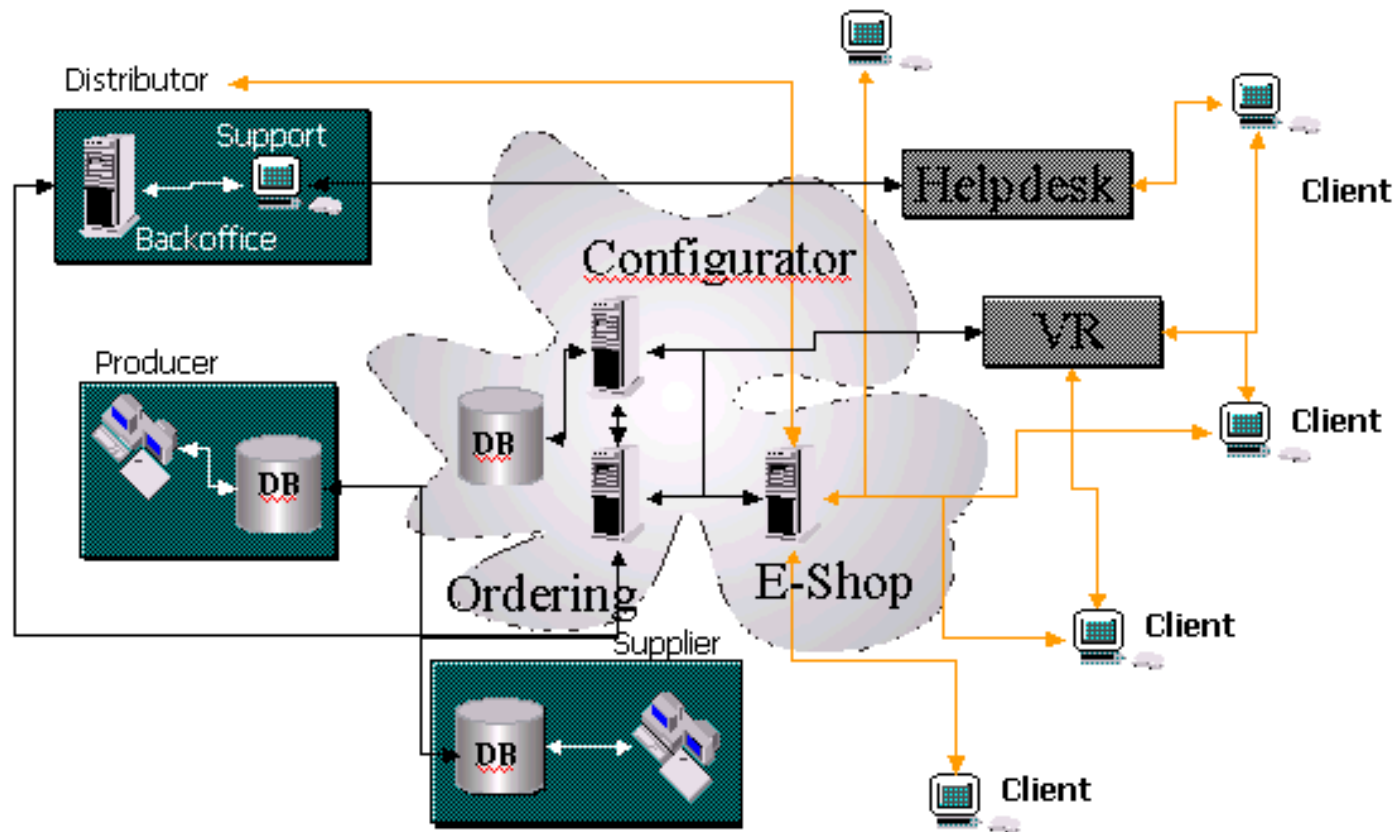 Distributor
Support
Backoffice
Helpdesk
Client
Configurator
VR
Producer
DB
DB
Client
Ordering
E-Shop
Supplier
Client
DB
Client